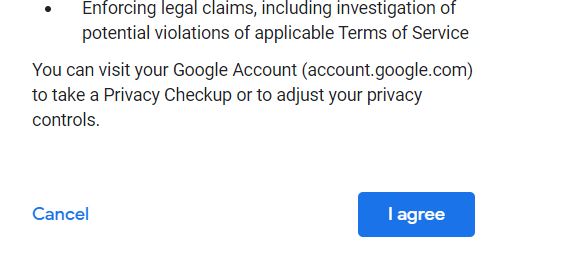 • Enforcing legal claims, including investigation of
potential violations of applicable Terms of Service
You can visit your Google Account (account.google.com)
to take a Privacy Checkup or to adjust your privacy
controls.
Cancel
I agree